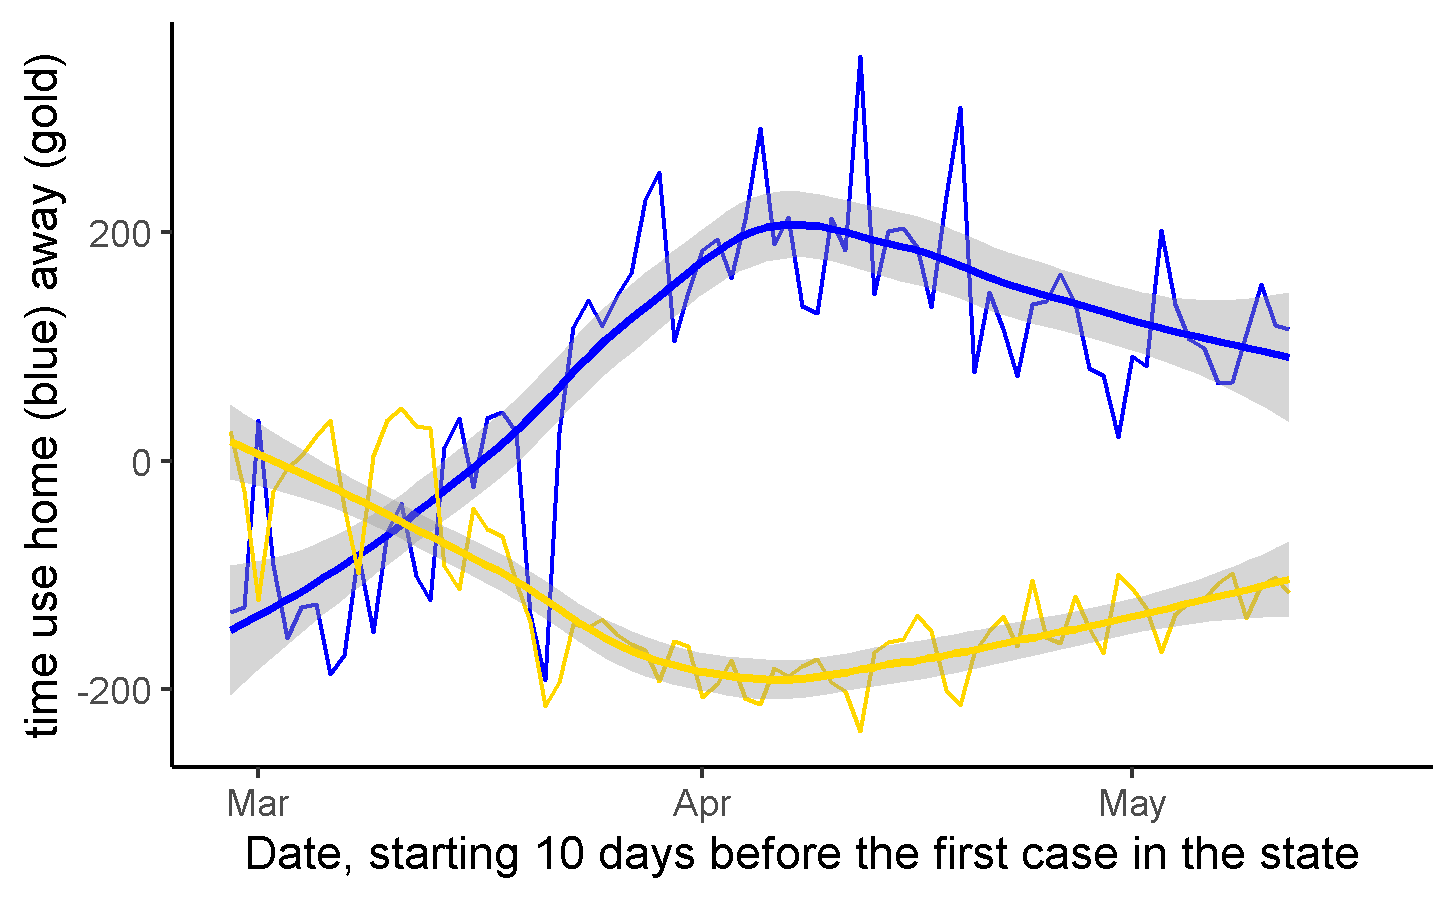 time use home (blue) away (gold)
200
0
-200
Mar Apr May
Date, starting 10 days before the first case in the state